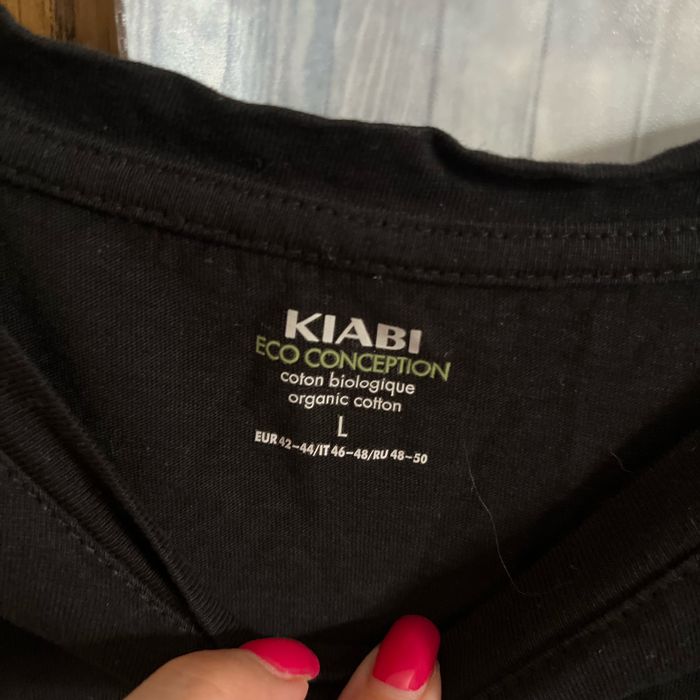 KIABI
ECO CONCEPTION
coton biologique
organic cotton
L
EUR 42-44/IT 46-48/RU 48-50